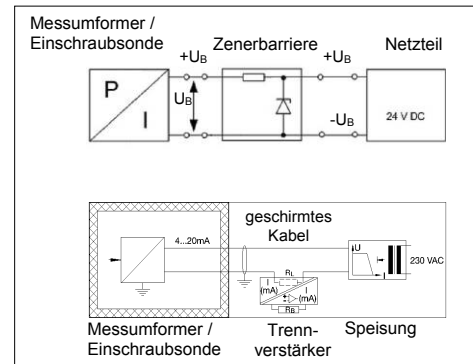 Messumformer /
Einschraubsonde
Zenerbarriere
Netzteil
+UB
+UB
P
I
UB
24 V DC
-UB
geschirmtes
Kabel
4...20mA
RL
I
(mA)
I
(mA)
RB
U
I
230 VAC
Messumformer /
Einschraubsonde
Trenn-
verstärker
Speisung